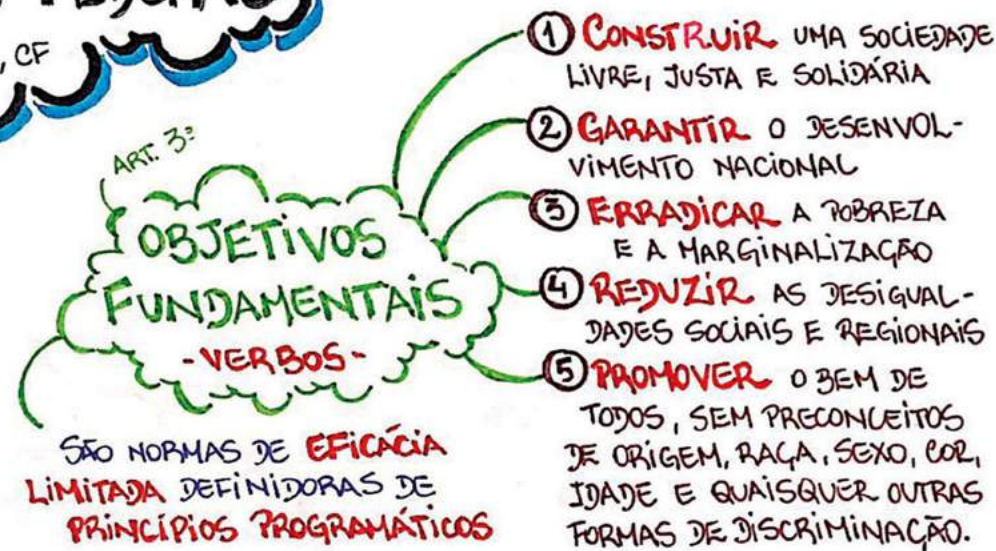 , CF
ART. 3º
OBJETIVOS
FUNDAMENTAIS
- VERBOS -
SÃO NORMAS DE EFICÁCIA
LIMITADA DEFINIDORAS DE
PRINCÍPIOS PROGRAMÁTICOS
① CONSTRUIR UMA SOCIEDADE
LIVRE, JUSTA E SOLIDÁRIA
② GARANTIR O DESENVOL-
VIMENTO NACIONAL
③ ERRADICAR A POBREZA
E A MARGINALIZAÇÃO
④ REDUZIR AS DESIGUAL-
DADES SOCIAIS E REGIONAIS
⑤ PROMOVER O BEM DE
TODOS, SEM PRECONCEITOS
DE ORIGEM, RAÇA, SEXO, COR,
IDADE E QUAISQUER OUTRAS
FORMAS DE DISCRIMINAÇÃO.